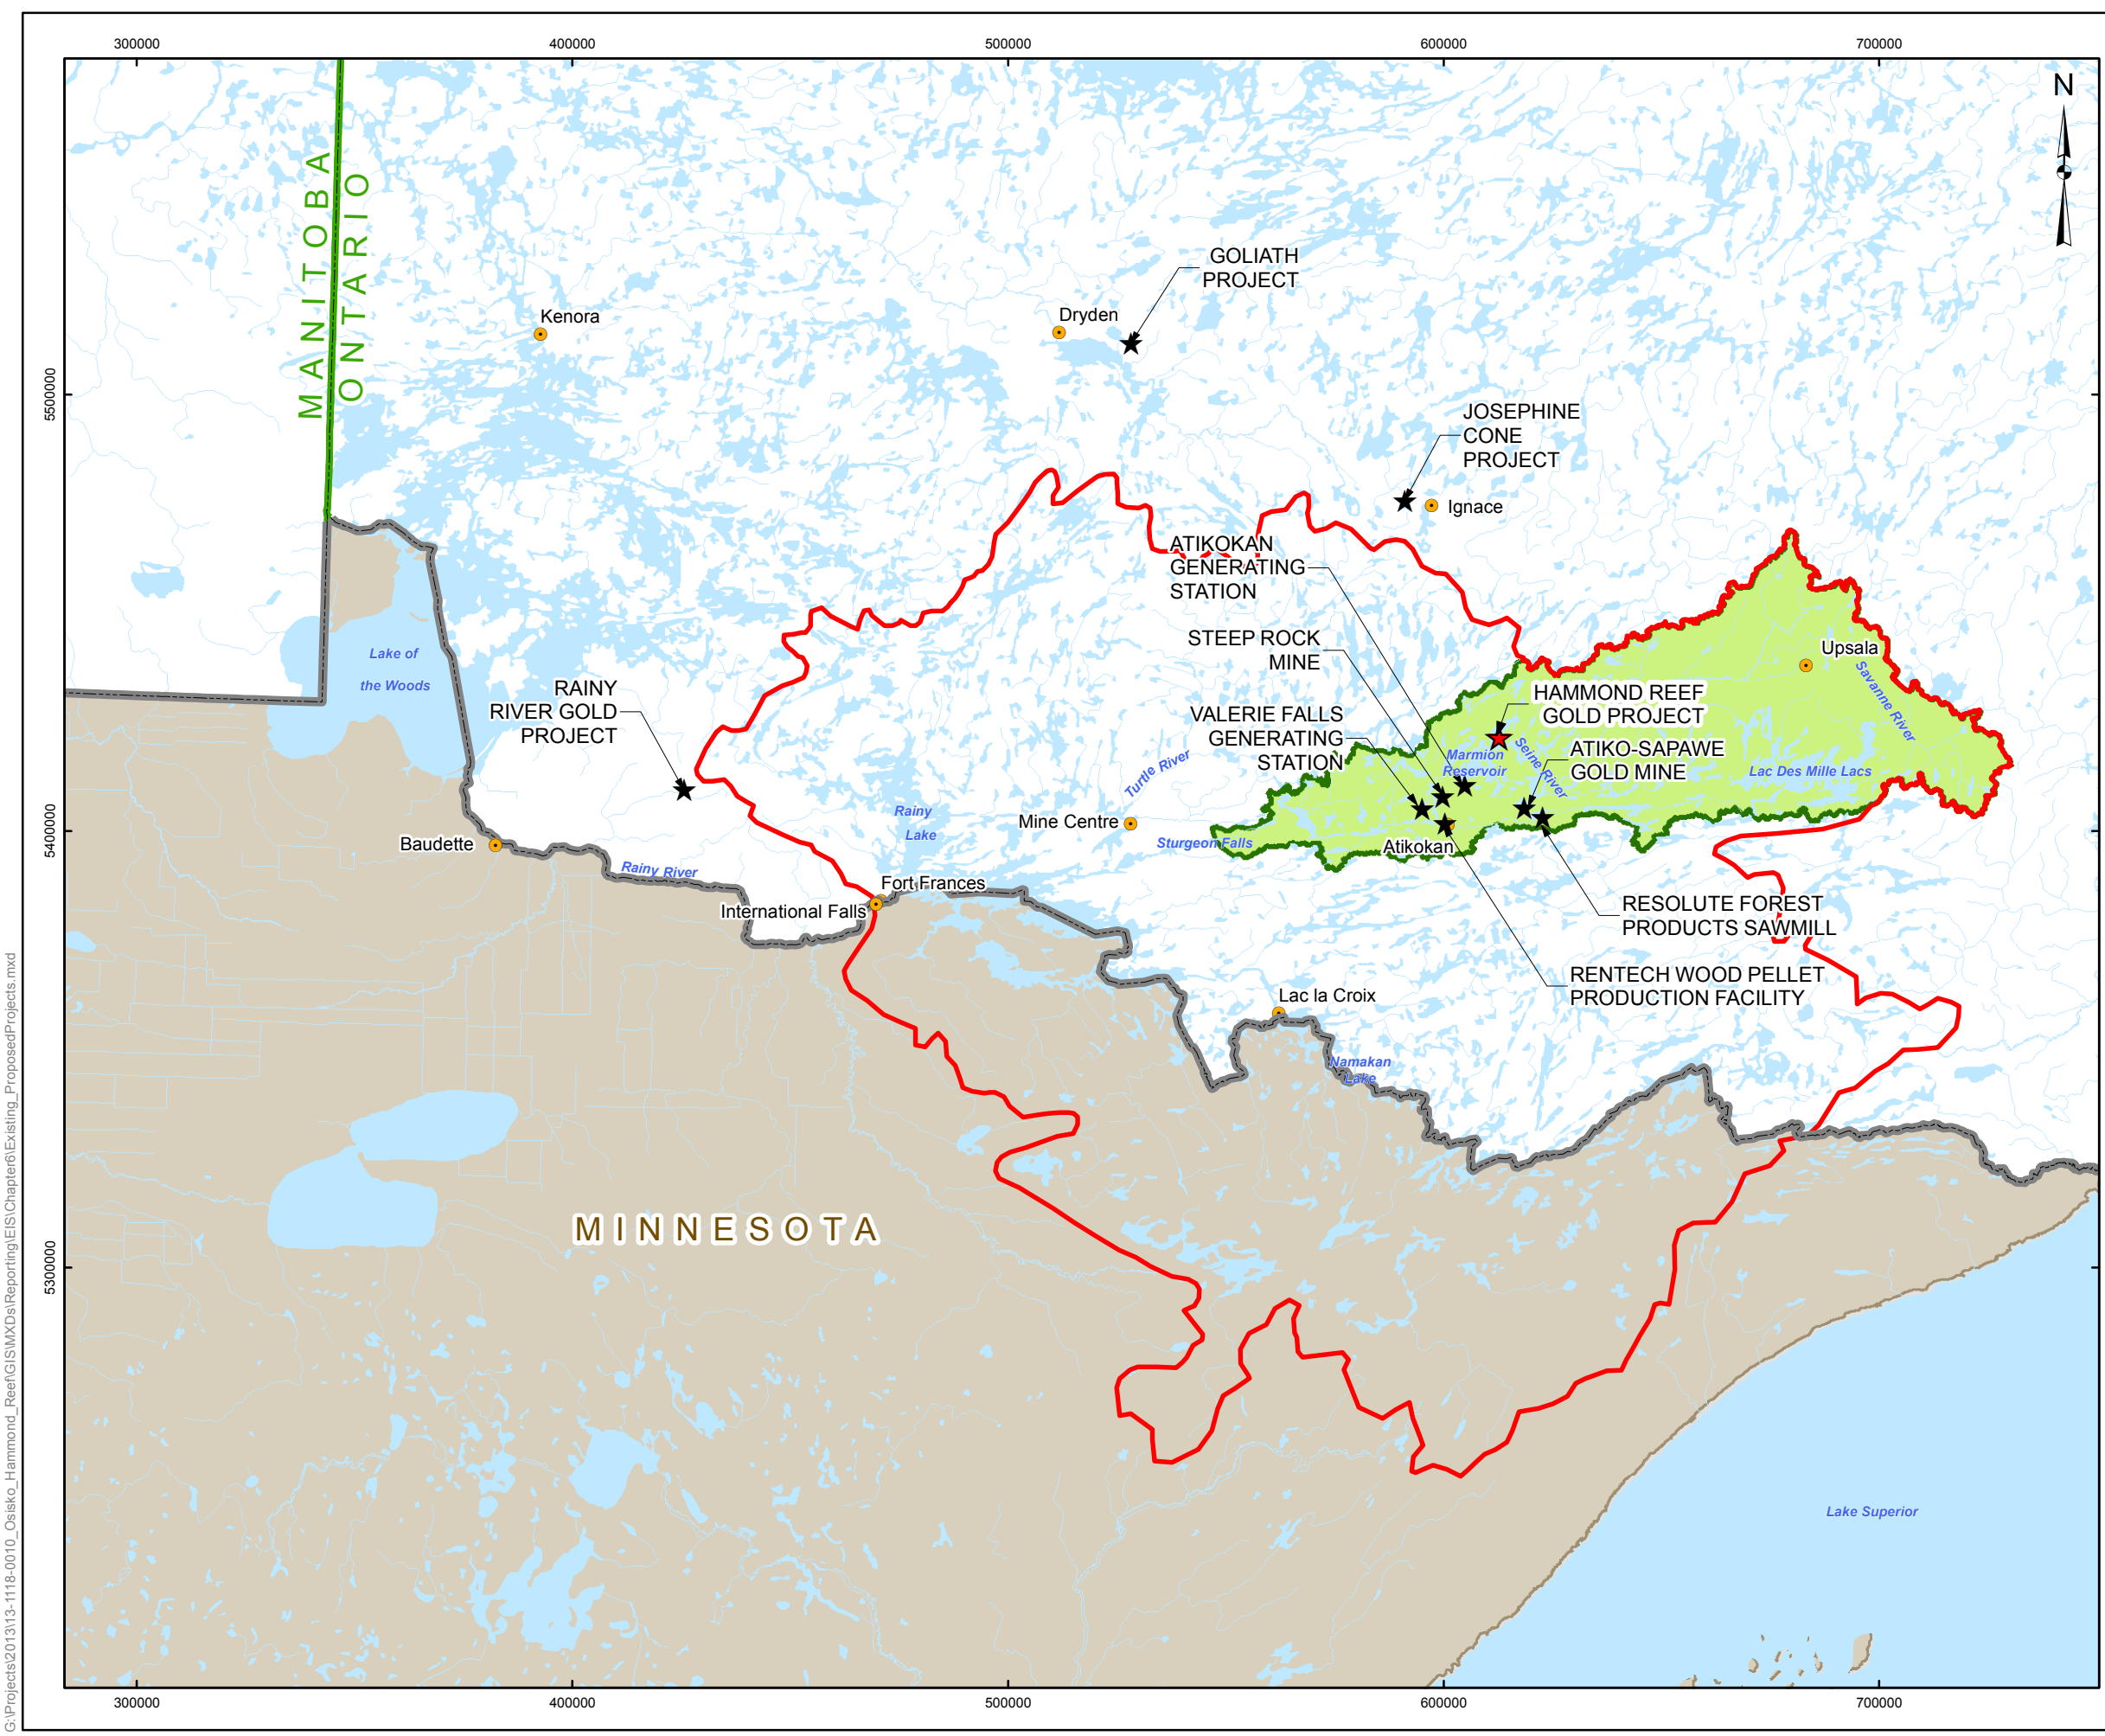 300000
400000
500000
600000
700000
N
MANITOBA
ONTARIO
GOLIATH
PROJECT
Kenora
Dryden
5500000
JOSEPHINE
CONE
PROJECT
Ignace
ATIKOKAN
GENERATING
STATION
STEEP ROCK
MINE
Upsala
Savanne River
Lake of
the Woods
RAINY
RIVER GOLD
PROJECT
HAMMOND REEF
GOLD PROJECT
VALERIE FALLS
GENERATING
STATION
Marmion
Reservoir
Seine River
ATIKO-SAPAWE
GOLD MINE
Lac Des Mille Lacs
Turtle River
Rainy
Lake
Mine Centre
Sturgeon Falls
5400000
Baudette
Atikokan
Rainy River
Fort Frances
International Falls
RESOLUTE FOREST
PRODUCTS SAWMILL
RENTECH WOOD PELLET
PRODUCTION FACILITY
Lac la Croix
Namakan
Lake
MINNESOTA
5300000
Lake Superior
300000
400000
500000
600000
700000
G:\Projects\2013\13-1118-0010_Osisko_Hammond_Reef\GIS\MXDs\Reporting\EIS\Chapter6\Existing_ProposedProjects.mxd